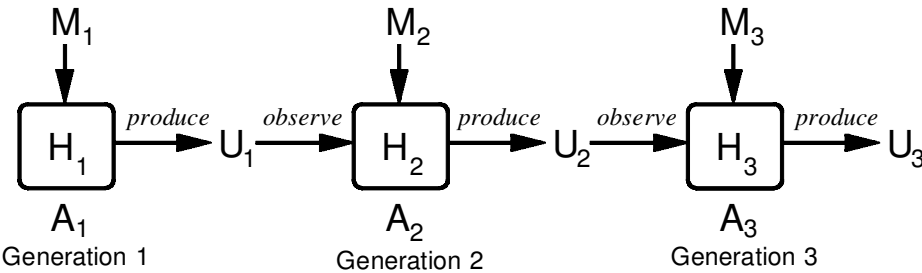 M1 M2 M3
H1 produce U1 observe H2 produce U2 observe H3 produce U3
A1 A2 A3
Generation 1 Generation 2 Generation 3